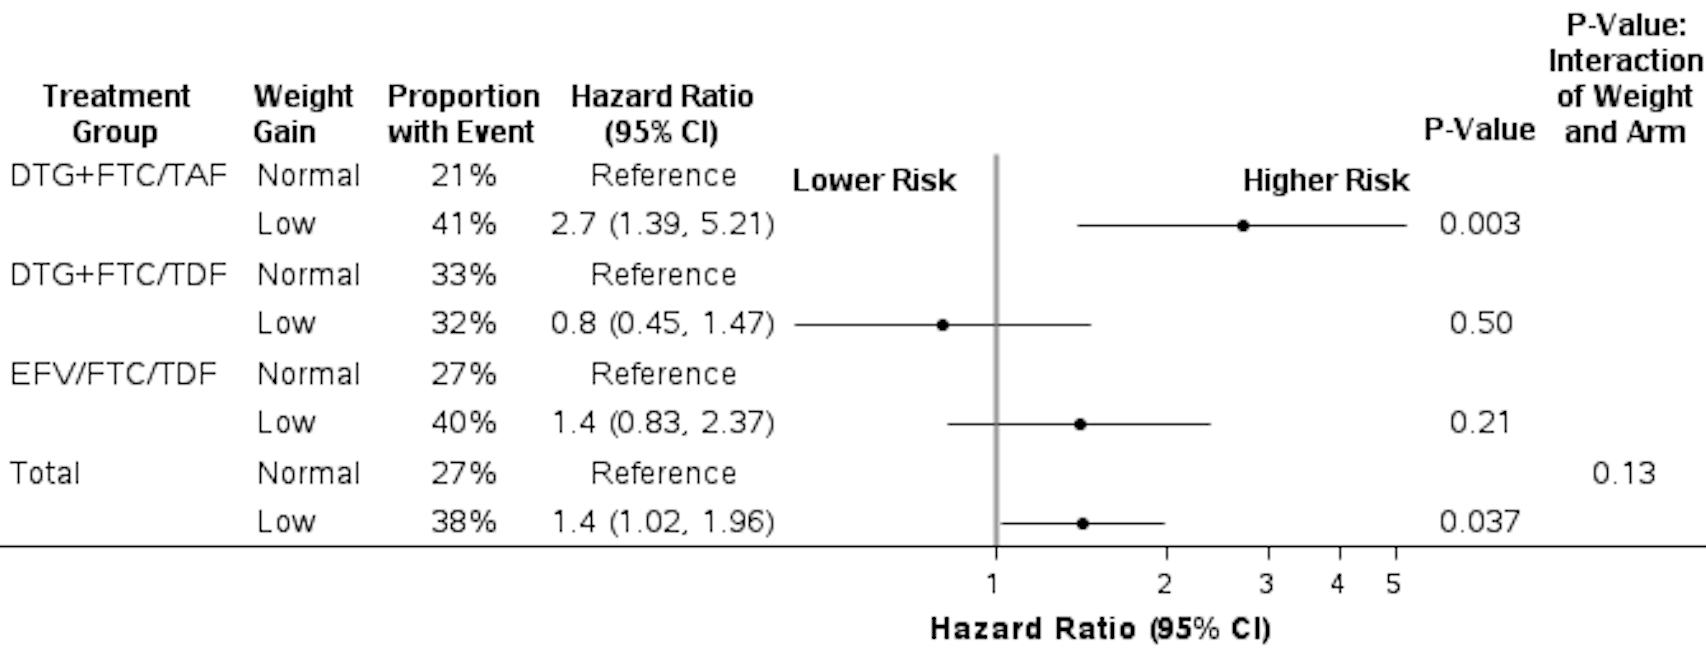 P-Value:
Interaction
of Weight
and Arm
Treatment Group Weight Gain Proportion with Event Hazard Ratio (95% CI) P-Value
DTG+FTC/TAF Normal 21% Reference Lower Risk Higher Risk
Low 41% 2.7 (1.39, 5.21) 0.003
DTG+FTC/TDF Normal 33% Reference
Low 32% 0.8 (0.45, 1.47) 0.50
EFV/FTC/TDF Normal 27% Reference
Low 40% 1.4 (0.83, 2.37) 0.21
Total Normal 27% Reference 0.13
Low 38% 1.4 (1.02, 1.96) 0.037
1 2 3 4 5
Hazard Ratio (95% CI)